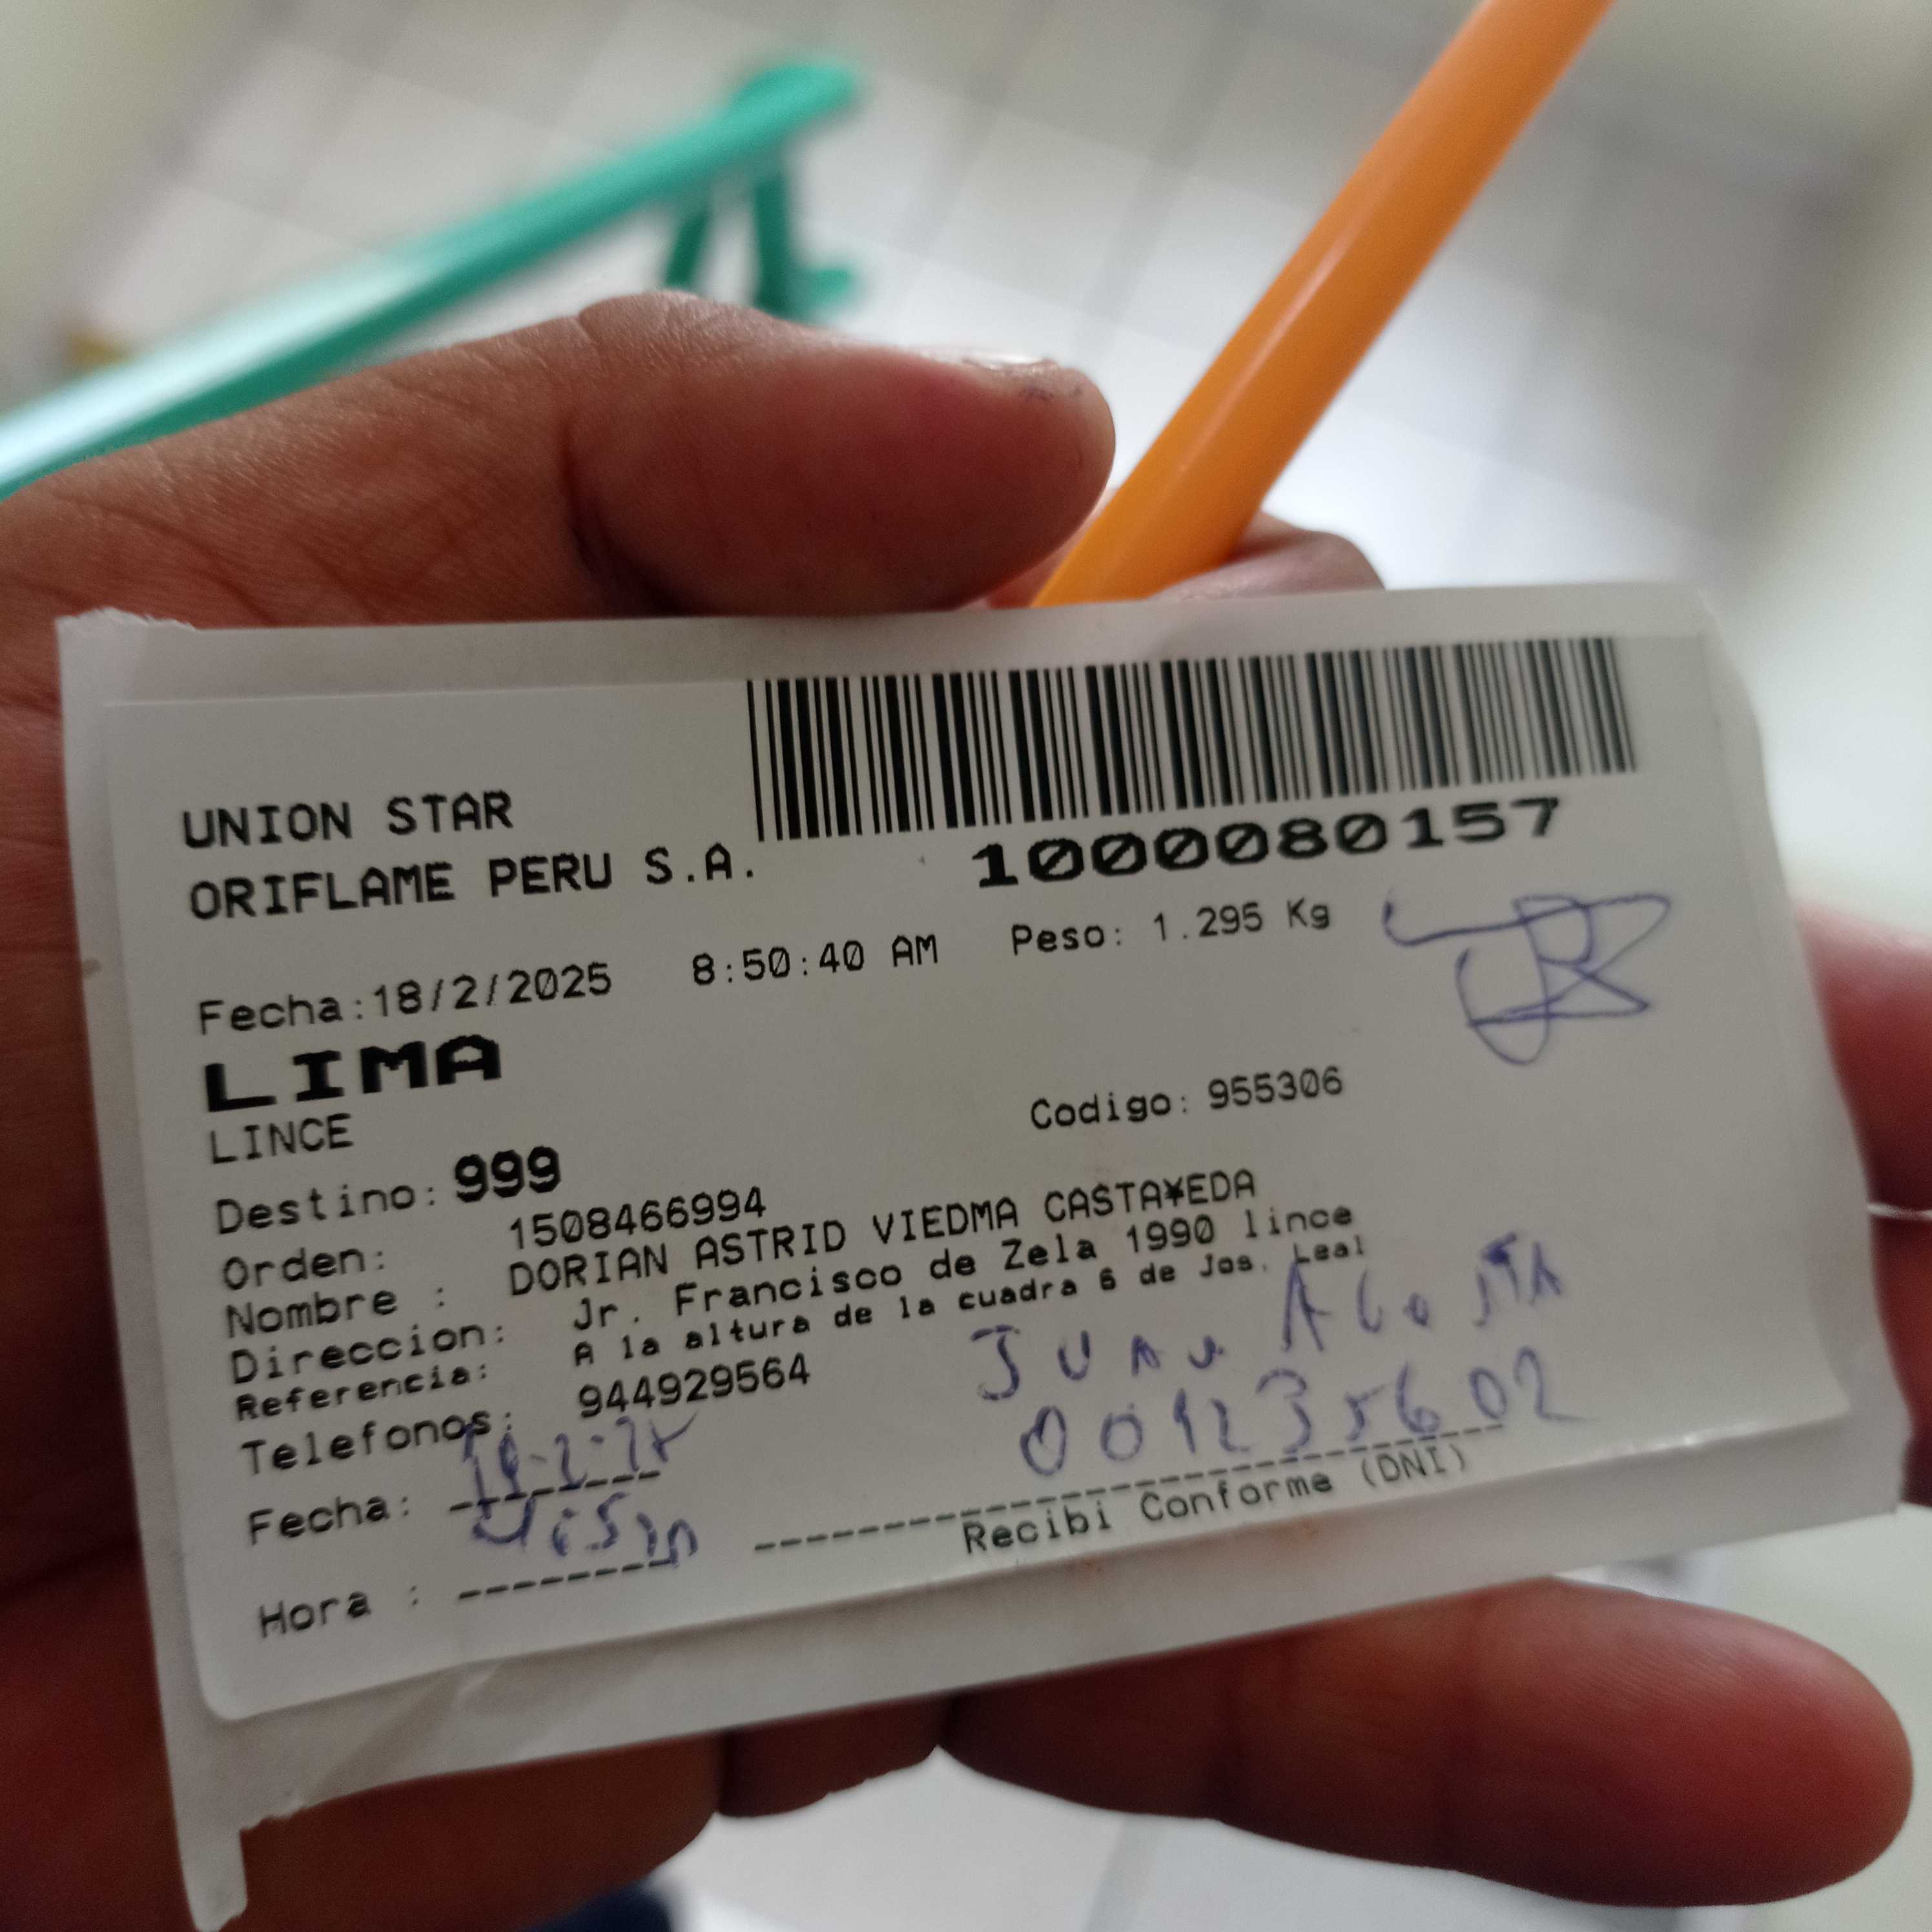 UNION STAR
ORIFLAME PERU S.A.
1000080157
Fecha:18/2/2025 8:50:40 AM Peso: 1.295 Kg
LIMA
LINCE
Codigo: 955306
Destino: 999
Orden: 1508466994
Nombre : DORIAN ASTRID VIEDMA CASTA¥EDA
Direccion: Jr. Francisco de Zela 1990 lince
Referencia: A la altura de la cuadra 6 de Jos. Leal
Telefonos: 944929564
JUAN ACOSTA
Fecha:
Recibi Conforme (DNI)
Hora :